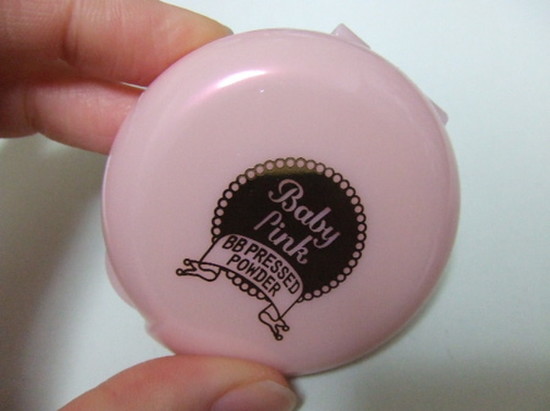 Baby
Pink
BB PRESSED
POWDER